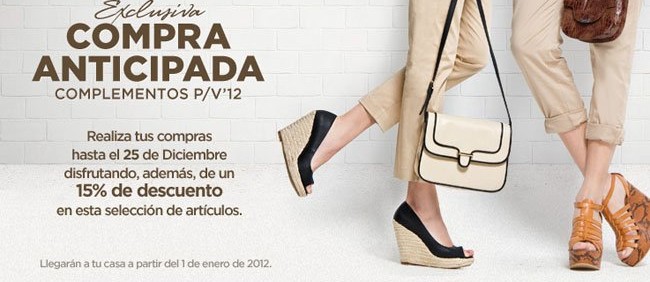 Exclusiva
COMPRA
ANTICIPADA
COMPLEMENTOS P/V'12
Realiza tus compras
hasta el 25 de Diciembre
disfrutando, además, de un
15% de descuento
en esta selección de artículos.
Llegarán a tu casa a partir del 1 de enero de 2012.